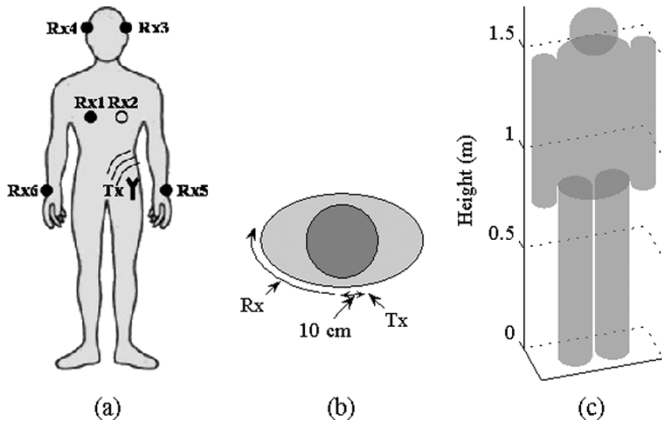 Rx4 Rx3
Rx1 Rx2
Rx6 Tx Rx5
(a)
Rx
10 cm
Tx
(b)
Height (m)
1.5
1
0.5
0
(c)